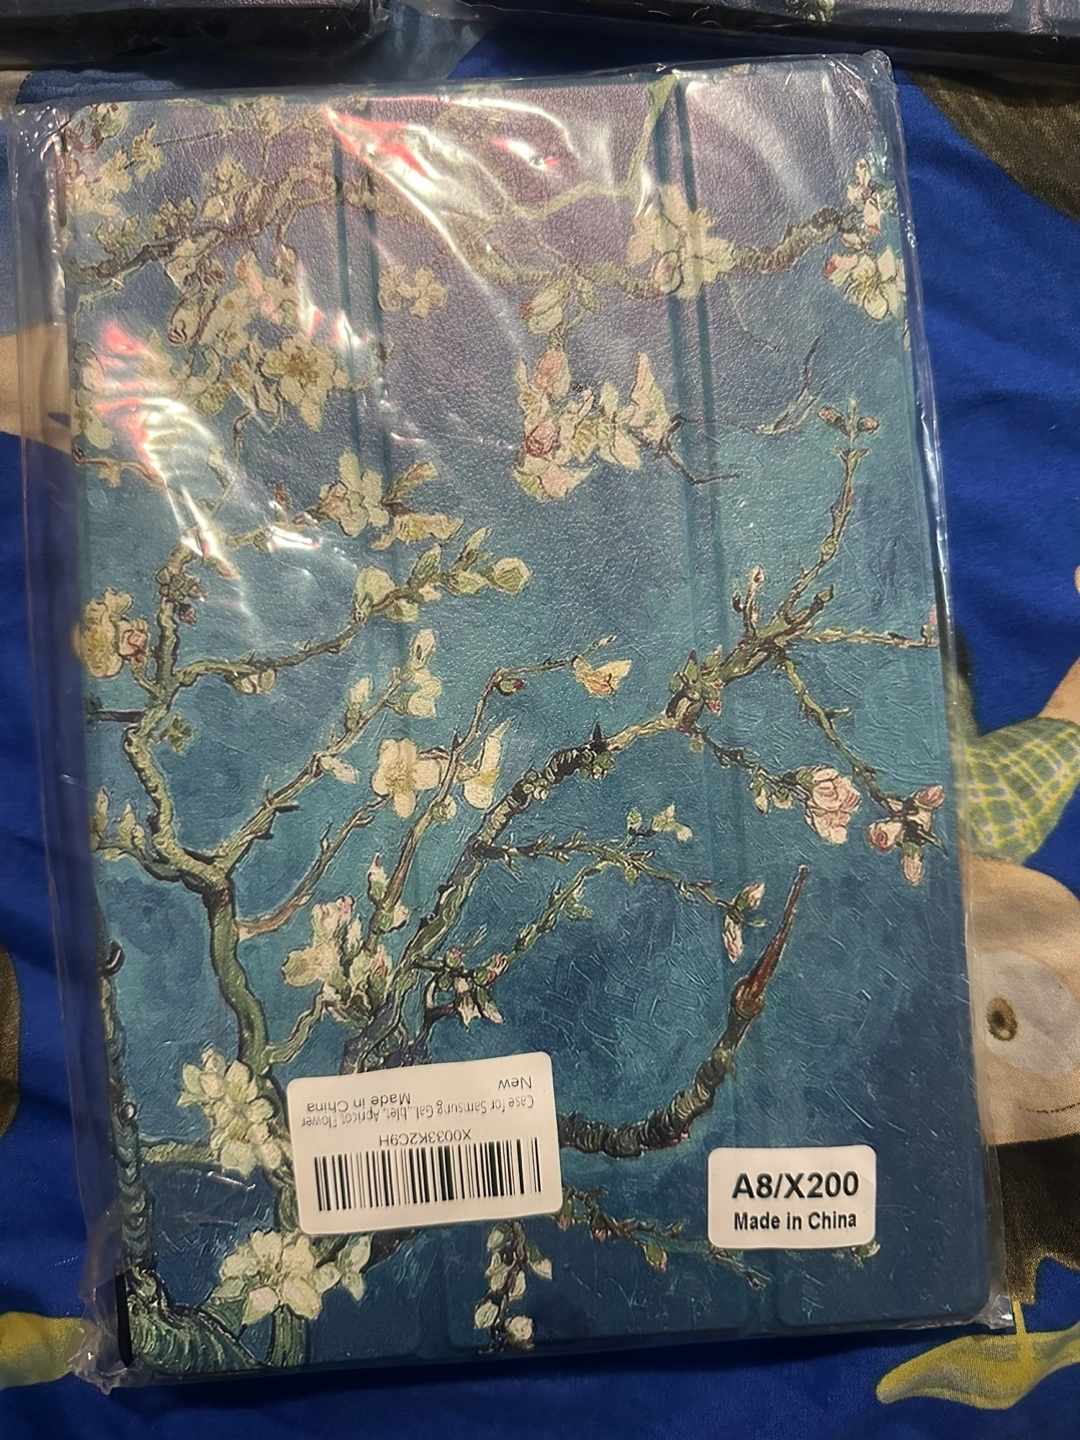 X0033K2C9H
Case for Samsung Gal...blet, Apricot Flower
Made in China
New
A8/X200
Made in China